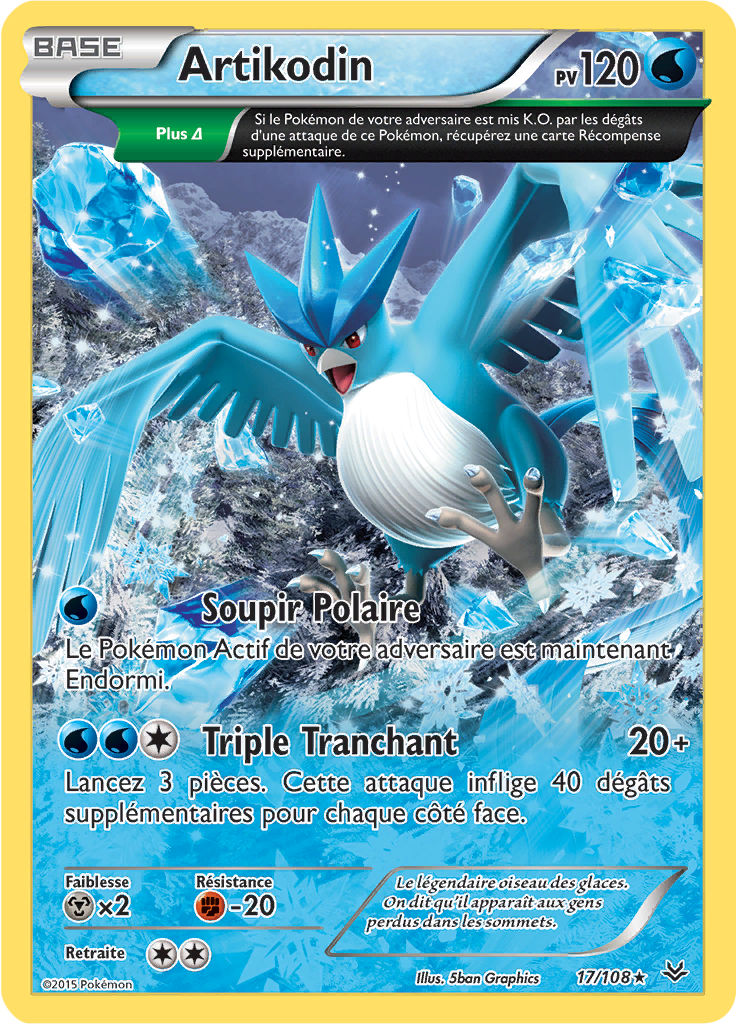 BASE
Artikodin
PV120
Plus Δ
Si le Pokémon de votre adversaire est mis K.O. par les dégâts
d'une attaque de ce Pokémon, récupérez une carte Récompense
supplémentaire.
Soupir Polaire
Le Pokémon Actif de votre adversaire est maintenant
Endormi.
Triple Tranchant 20+
Lancez 3 pièces. Cette attaque inflige 40 dégâts
supplémentaires pour chaque côté face.
Faiblesse
×2
Résistance
-20
Le légendaire oiseau des glaces.
On dit qu'il apparaît aux gens
perdus dans les sommets.
Retraite
©2015 Pokémon
Illus. 5ban Graphics
17/108★